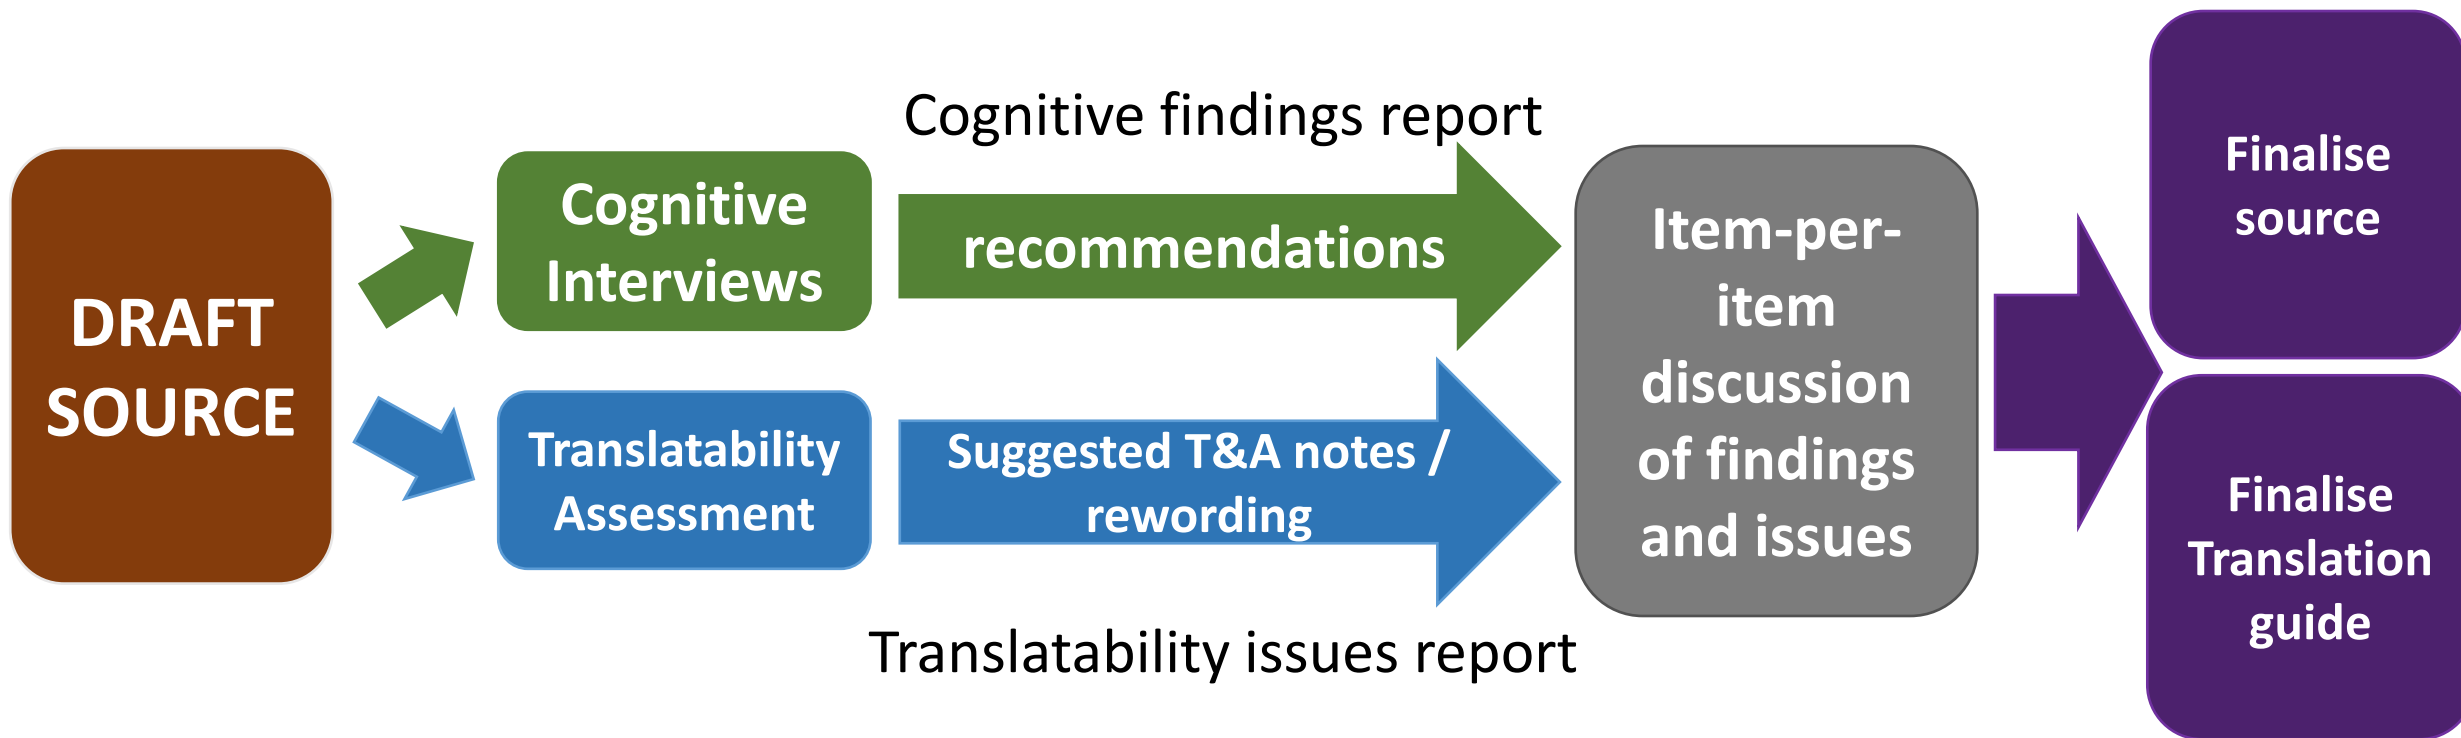 DRAFT
SOURCE
Cognitive
Interviews
Translatability
Assessment
Cognitive findings report
recommendations
Suggested T&A notes /
rewording
Translatability issues report
Item-per-
item
discussion
of findings
and issues
Finalise
source
Finalise
Translation
guide